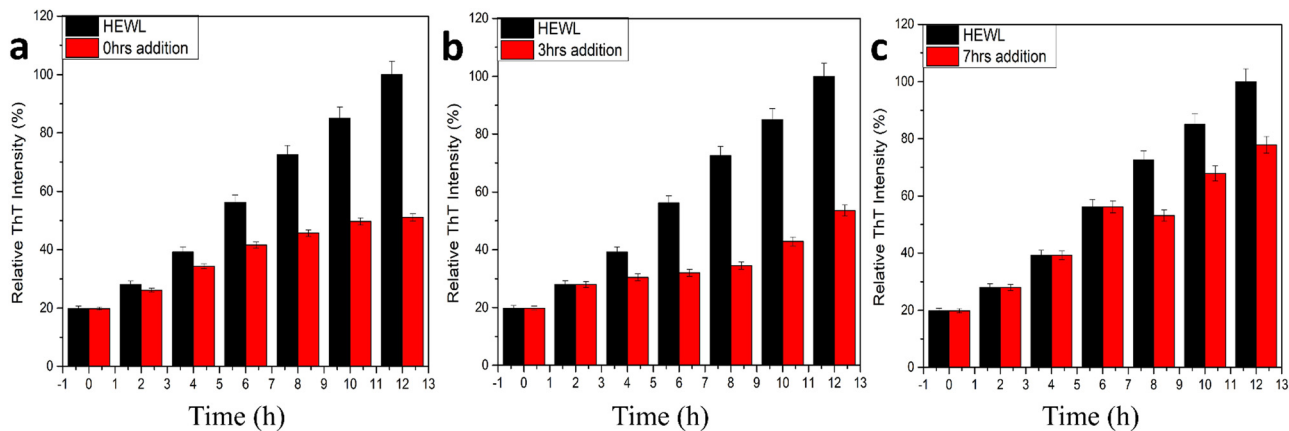 a
HEWL
0hrs addition
Relative ThT Intensity (%)
120
100
80
60
40
20
0
-1 0 1 2 3 4 5 6 7 8 9 10 11 12 13
Time (h)
b
HEWL
3hrs addition
Relative ThT Intensity (%)
120
100
80
60
40
20
0
-1 0 1 2 3 4 5 6 7 8 9 10 11 12 13
Time (h)
c
HEWL
7hrs addition
Relative ThT Intensity (%)
120
100
80
60
40
20
0
-1 0 1 2 3 4 5 6 7 8 9 10 11 12 13
Time (h)